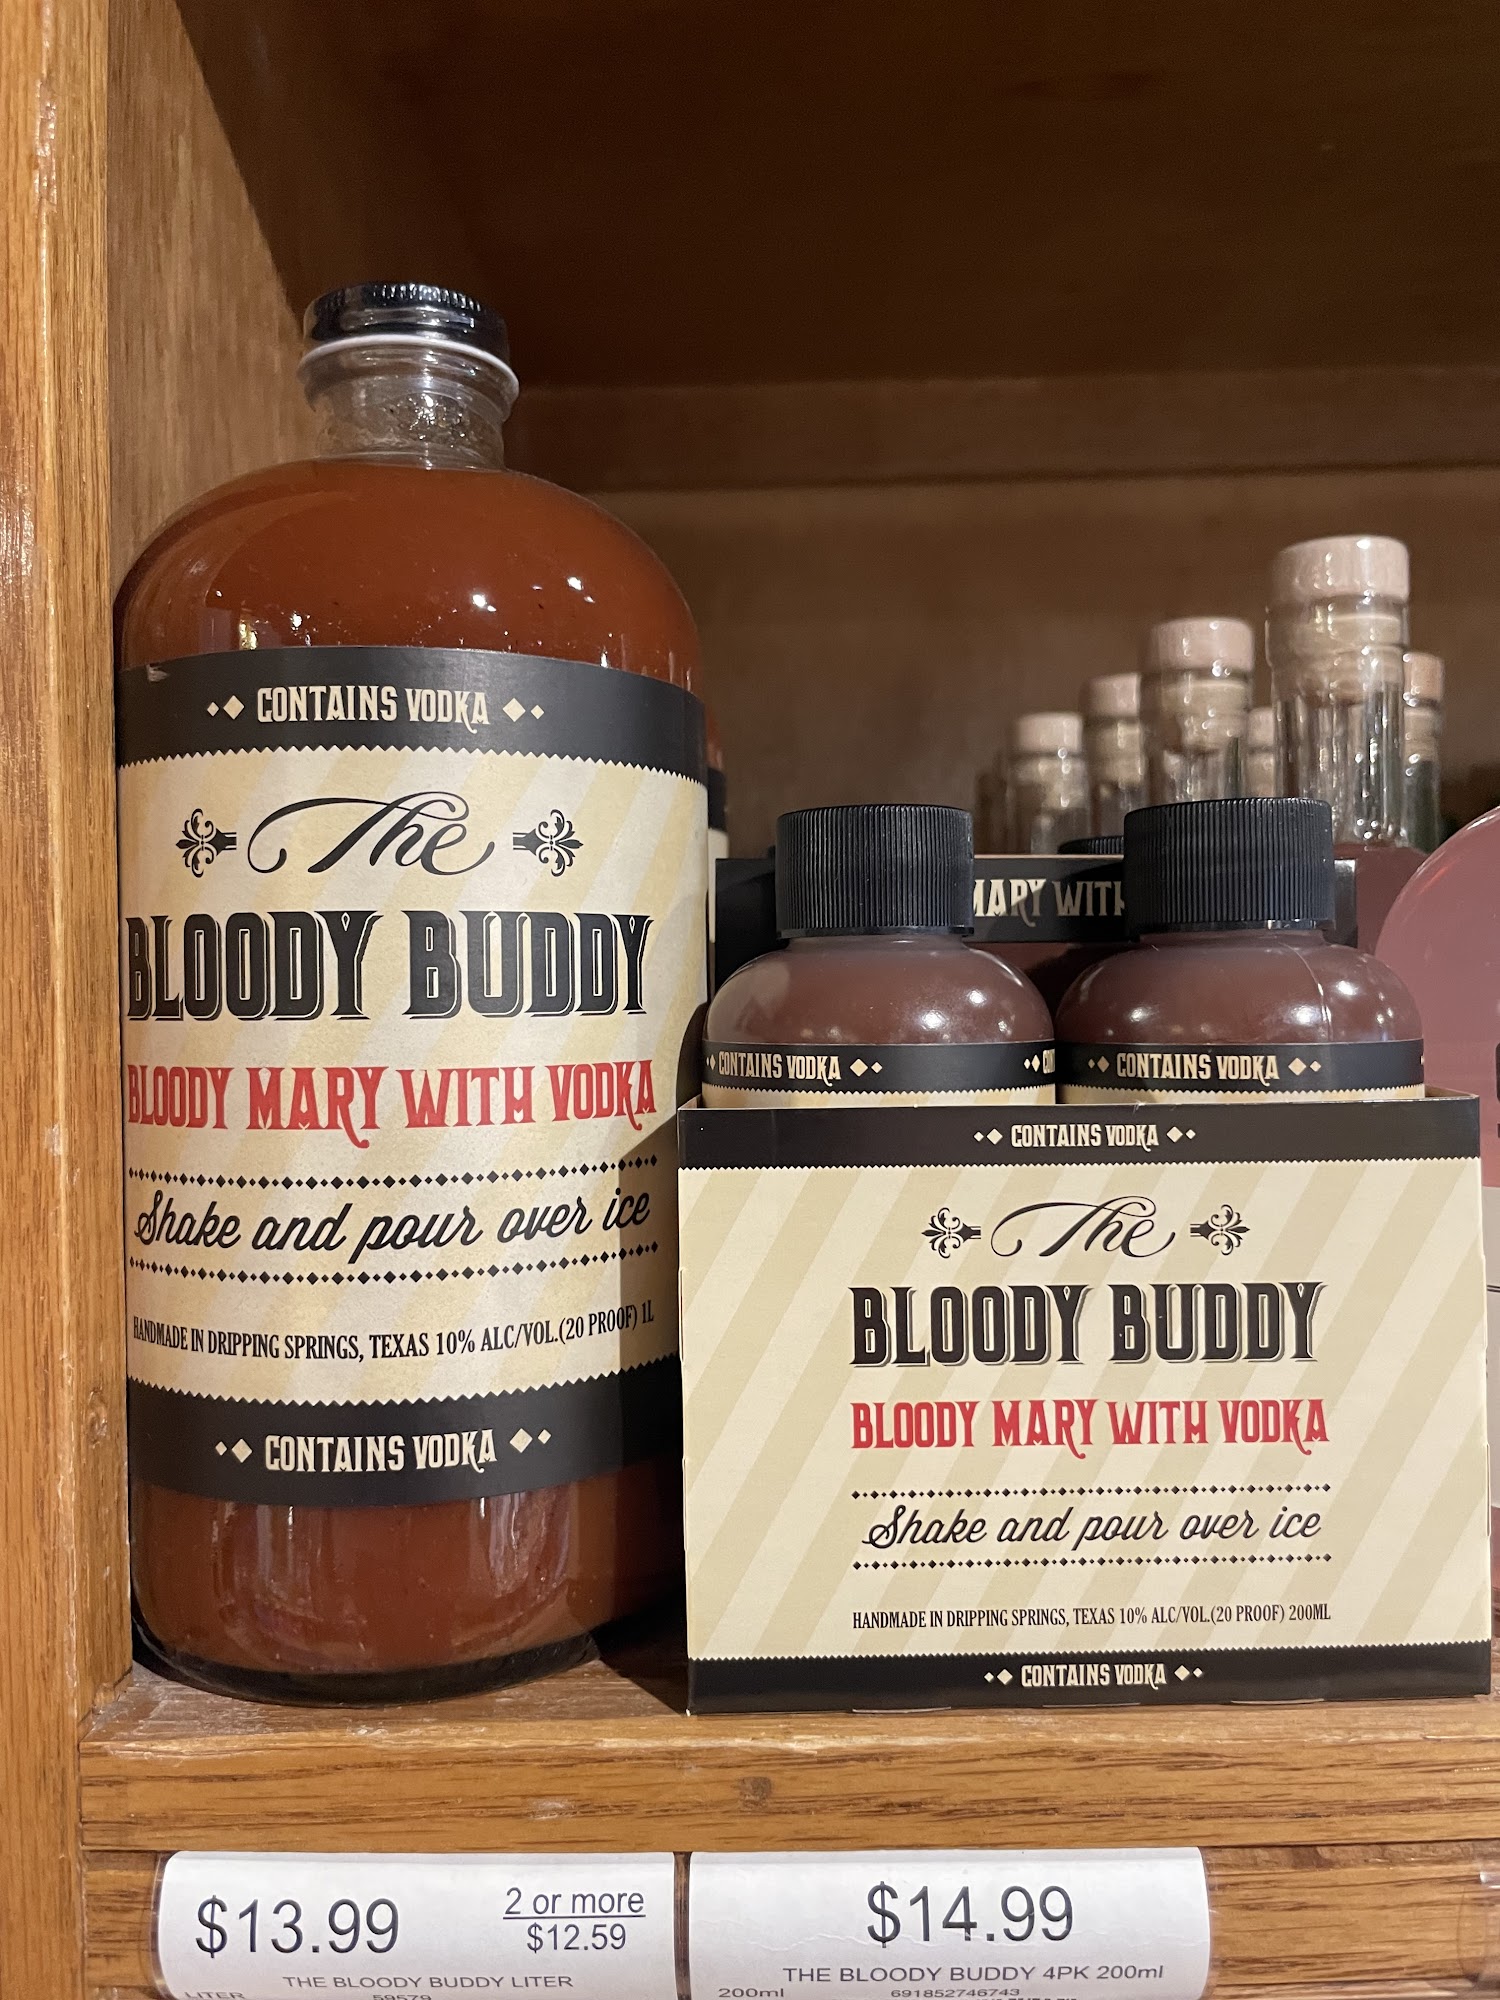 CONTAINS VODKA
The
BLOODY BUDDY
BLOODY MARY WITH VODKA
Shake and pour over ice
HANDMADE IN DRIPPING SPRINGS, TEXAS 10% ALC/VOL.(20 PROOF) 1L
CONTAINS VODKA
MARY WITH
CONTAINS VODKA
CONTAINS VODKA
CONTAINS VODKA
The
BLOODY BUDDY
BLOODY MARY WITH VODKA
Shake and pour over ice
HANDMADE IN DRIPPING SPRINGS, TEXAS 10% ALC/VOL.(20 PROOF) 200ML
CONTAINS VODKA
$13.99
2 or more
$12.59
THE BLOODY BUDDY LITER
LITER
59579
$14.99
THE BLOODY BUDDY 4PK 200ml
200ml
691852746743